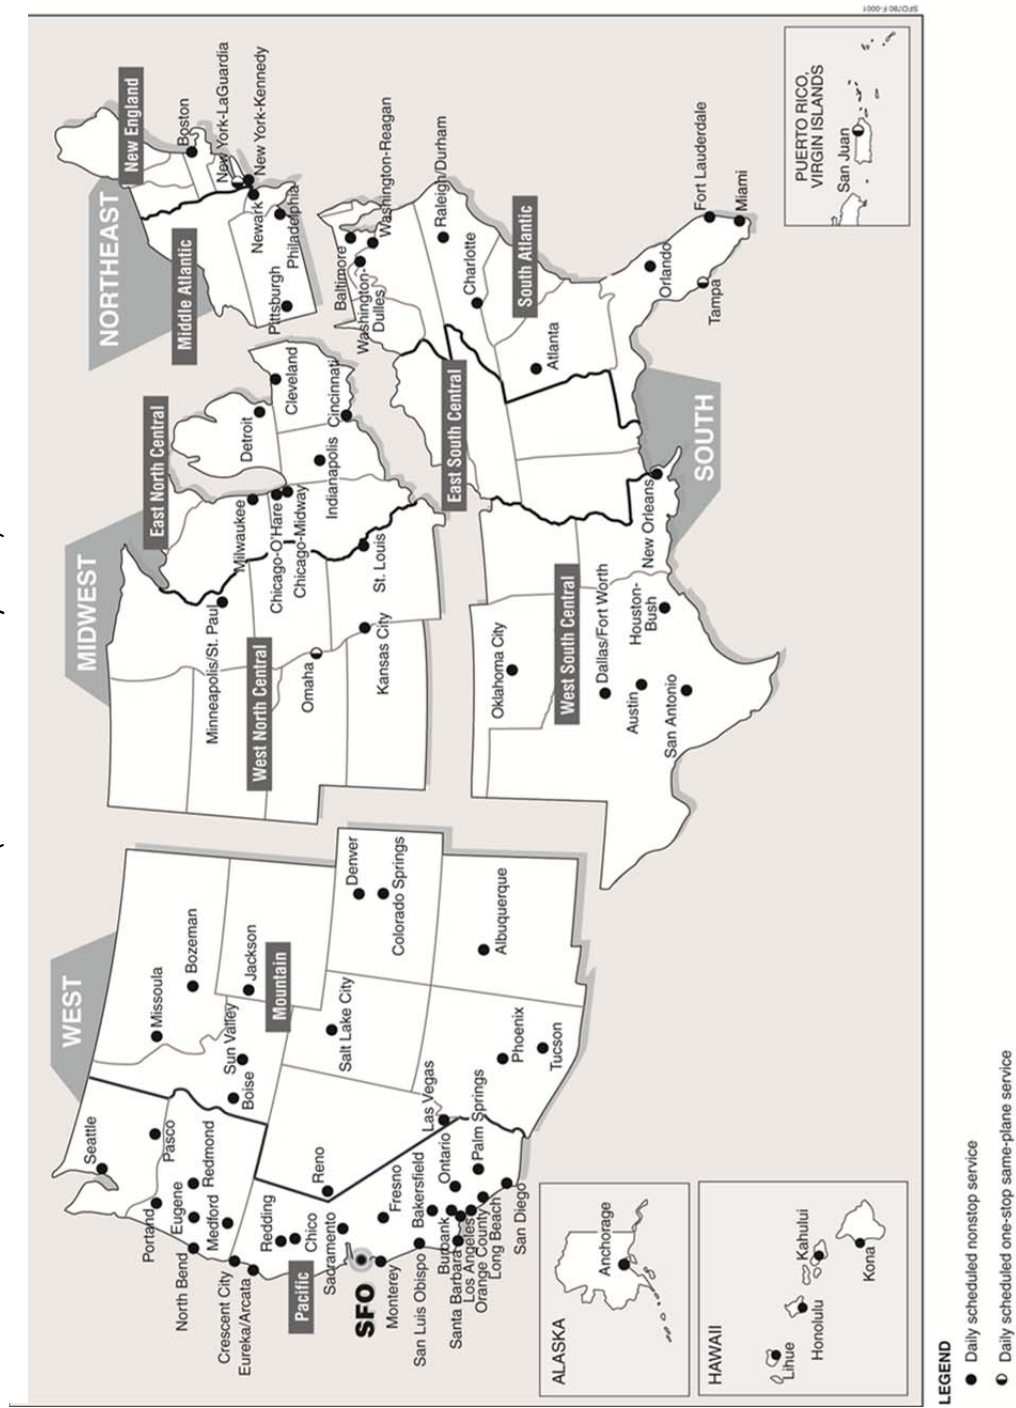 WEST
MIDWEST
NORTHEAST
SOUTH
Pacific
Mountain
West North Central
East North Central
Middle Atlantic
New England
West South Central
East South Central
South Atlantic
Seattle
Portand
Pasco
Eugene
Redmond
North Bend
Medford
Crescent City
Eureka/Arcata
Redding
Chico
Sacramento
SFO
Monterey
Reno
Fresno
San Luis Obispo
Bakersfield
Santa Barbara
Burbank
Los Angeles
Ontario
Orange County
Long Beach
Palm Springs
San Diego
Las Vegas
Boise
Sun Valley
Missoula
Bozeman
Jackson
Salt Lake City
Phoenix
Tucson
Denver
Colorado Springs
Albuquerque
Minneapolis/St. Paul
Omaha
Kansas City
St. Louis
Milwaukee
Chicago-O'Hare
Chicago-Midway
Indianapolis
Detroit
Cleveland
Cincinnati
Pittsburgh
Philadelphia
Newark
New York-LaGuardia
New York-Kennedy
Boston
Baltimore
Washington-
Dulles
Washington-Reagan
Raleigh/Durham
Charlotte
Atlanta
Orlando
Tampa
Fort Lauderdale
Miami
Oklahoma City
Dallas/Fort Worth
Austin
San Antonio
Houston-
Bush
New Orleans
ALASKA
Anchorage
HAWAII
Lihue
Honolulu
Kahului
Kona
PUERTO RICO,
VIRGIN ISLANDS
San Juan
LEGEND
Daily scheduled nonstop service
Daily scheduled one-stop same-plane service